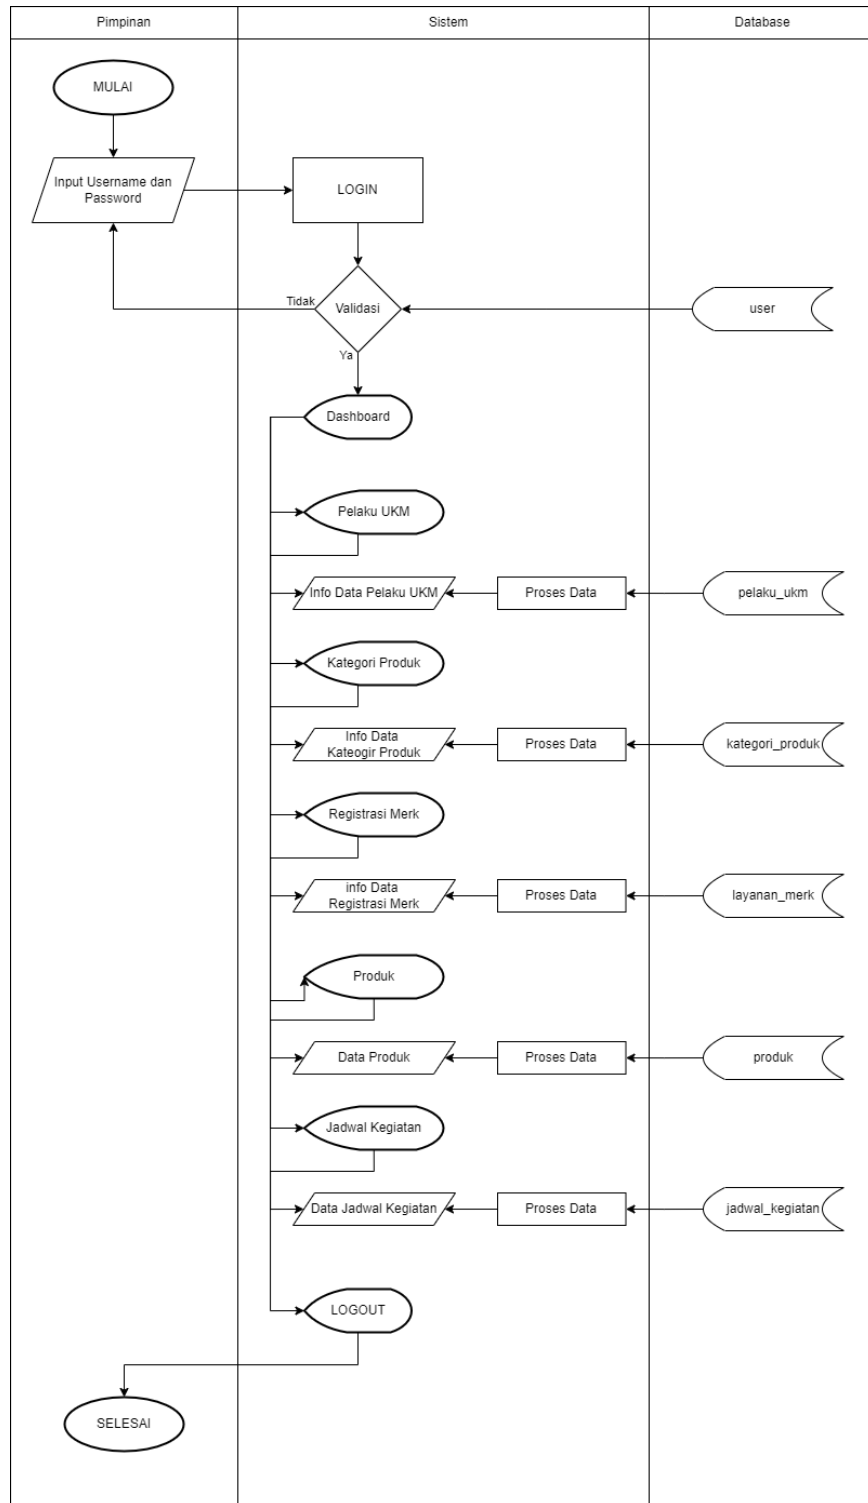 Pimpinan
Sistem
Database
MULAI
Input Username dan
Password
LOGIN
Tidak
Validasi
user
Ya
Dashboard
Pelaku UKM
Info Data Pelaku UKM
Proses Data
pelaku_ukm
Kategori Produk
Info Data
Kateogir Produk
Proses Data
kategori_produk
Registrasi Merk
info Data
Registrasi Merk
Proses Data
layanan_merk
Produk
Data Produk
Proses Data
produk
Jadwal Kegiatan
Data Jadwal Kegiatan
Proses Data
jadwal_kegiatan
LOGOUT
SELESAI